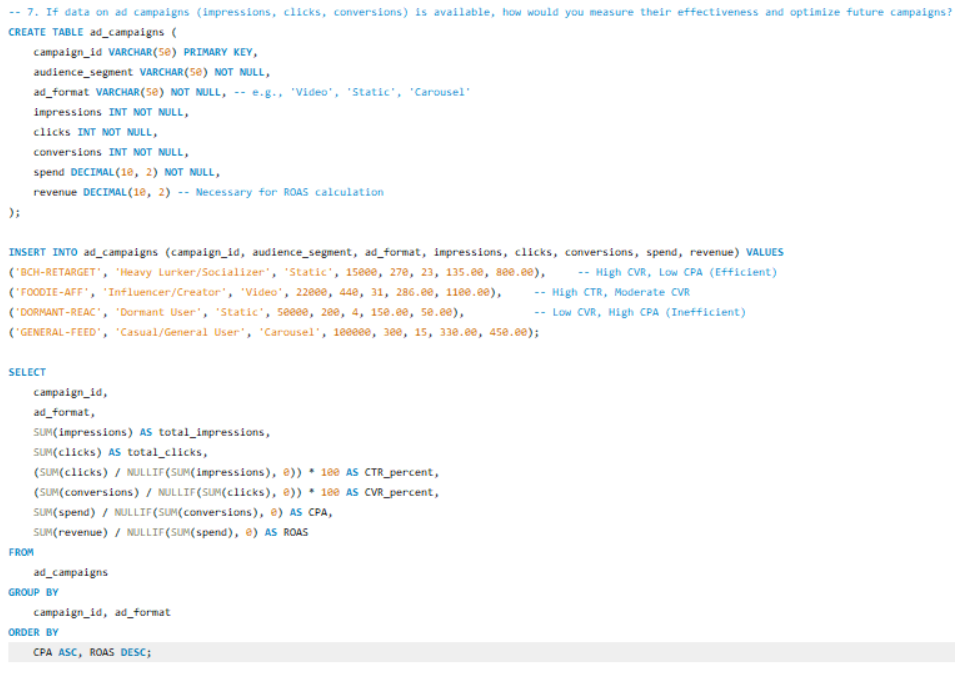 -- 7. If data on ad campaigns (impressions, clicks, conversions) is available, how would you measure their effectiveness and optimize future campaigns?
CREATE TABLE ad_campaigns (
    campaign_id VARCHAR(50) PRIMARY KEY,
    audience_segment VARCHAR(50) NOT NULL,
    ad_format VARCHAR(50) NOT NULL, -- e.g., 'Video', 'Static', 'Carousel'
    impressions INT NOT NULL,
    clicks INT NOT NULL,
    conversions INT NOT NULL,
    spend DECIMAL(10, 2) NOT NULL,
    revenue DECIMAL(10, 2) -- Necessary for ROAS calculation
);
INSERT INTO ad_campaigns (campaign_id, audience_segment, ad_format, impressions, clicks, conversions, spend, revenue) VALUES
('BCH-RETARGET', 'Heavy Lurker/Socializer', 'Static', 15000, 270, 23, 135.00, 800.00),      -- High CVR, Low CPA (Efficient)
('FOODIE-AFF', 'Influencer/Creator', 'Video', 22000, 440, 31, 286.00, 1100.00),      -- High CTR, Moderate CVR
('DORMANT-REAC', 'Dormant User', 'Static', 50000, 200, 4, 150.00, 50.00),             -- Low CVR, High CPA (Inefficient)
('GENERAL-FEED', 'Casual/General User', 'Carousel', 100000, 300, 15, 330.00, 450.00);
SELECT
    campaign_id,
    ad_format,
    SUM(impressions) AS total_impressions,
    SUM(clicks) AS total_clicks,
    (SUM(clicks) / NULLIF(SUM(impressions), 0)) * 100 AS CTR_percent,
    (SUM(conversions) / NULLIF(SUM(clicks), 0)) * 100 AS CVR_percent,
    SUM(spend) / NULLIF(SUM(conversions), 0) AS CPA,
    SUM(revenue) / NULLIF(SUM(spend), 0) AS ROAS
FROM
    ad_campaigns
GROUP BY
    campaign_id, ad_format
ORDER BY
    CPA ASC, ROAS DESC;